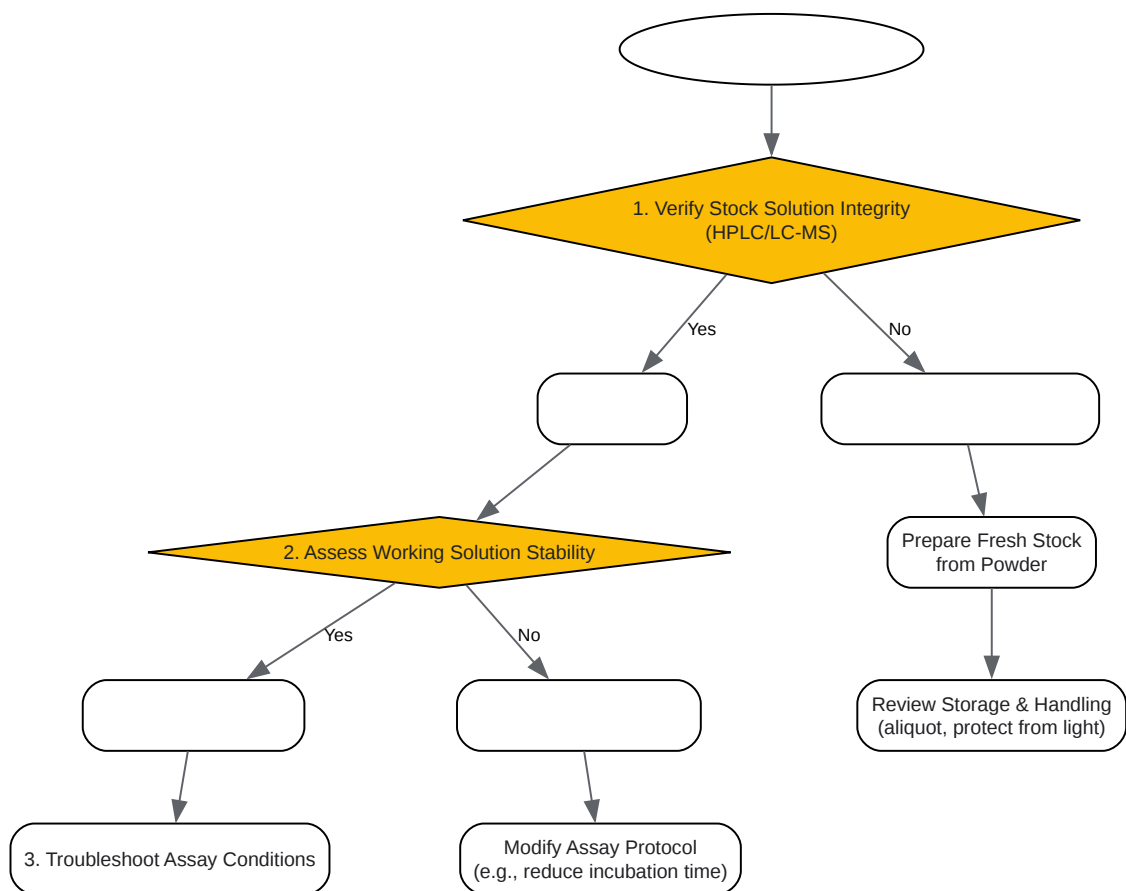 1. Verify Stock Solution Integrity
(HPLC/LC-MS)
Yes
No
2. Assess Working Solution Stability
Prepare Fresh Stock
from Powder
Yes
No
Review Storage & Handling
(aliquot, protect from light)
3. Troubleshoot Assay Conditions
Modify Assay Protocol
(e.g., reduce incubation time)